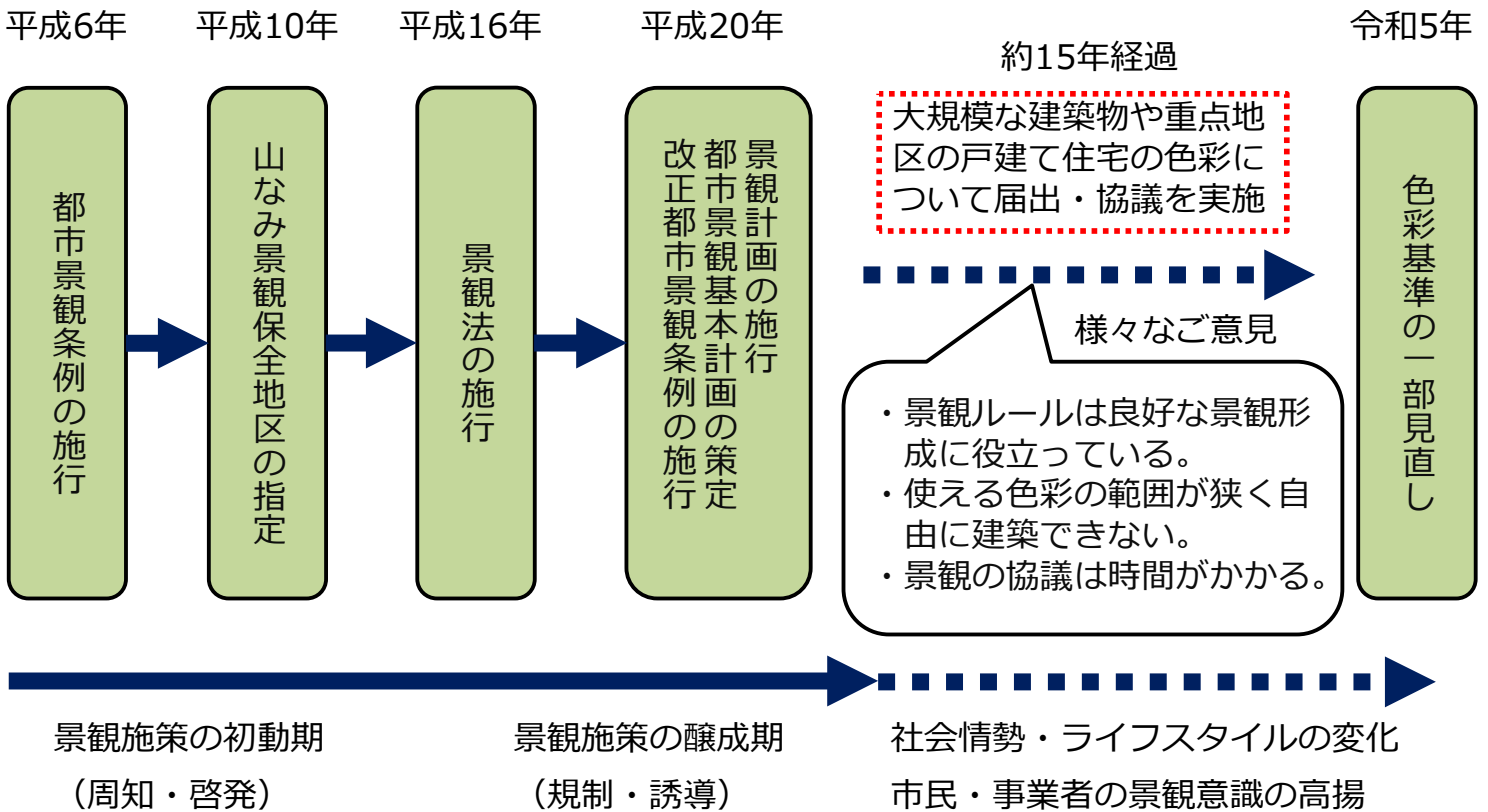 平成6年
平成10年
平成16年
平成20年
令和5年
約15年経過
都市景観条例の施行
山なみ景観保全地区の指定
景観法の施行
景観計画の施行
都市景観基本計画の策定
改正都市景観条例の施行
大規模な建築物や重点地
区の戸建て住宅の色彩に
ついて届出・協議を実施
様々なご意見
・景観ルールは良好な景観形
成に役立っている。
・使える色彩の範囲が狭く自
由に建築できない。
・景観の協議は時間がかかる。
色彩基準の一部見直し
景観施策の初動期
（周知・啓発）
景観施策の醸成期
（規制・誘導）
社会情勢・ライフスタイルの変化
市民・事業者の景観意識の高揚